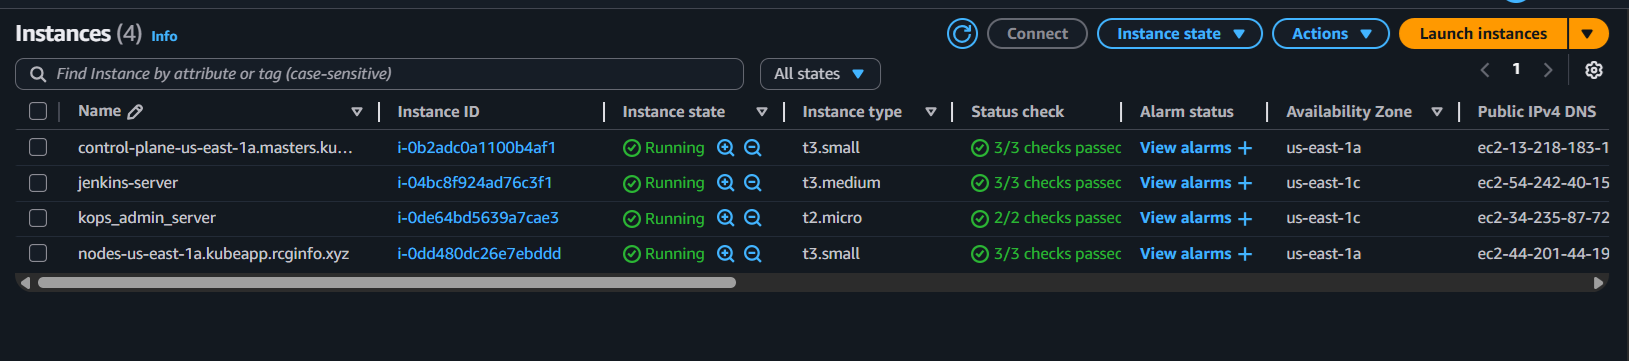 Instances (4) Info Connect Instance state Actions Launch instances
Find Instance by attribute or tag (case-sensitive) All states 1
Name Instance ID Instance state Instance type Status check Alarm status Availability Zone Public IPv4 DNS
control-plane-us-east-1a.masters.ku... i-0b2adc0a1100b4af1 Running t3.small 3/3 checks passec View alarms + us-east-1a ec2-13-218-183-1
jenkins-server i-04bc8f924ad76c3f1 Running t3.medium 3/3 checks passec View alarms + us-east-1c ec2-54-242-40-15
kops_admin_server i-0de64bd5639a7cae3 Running t2.micro 2/2 checks passec View alarms + us-east-1c ec2-34-235-87-72
nodes-us-east-1a.kubeapp.rcginfo.xyz i-0dd480dc26e7ebddd Running t3.small 3/3 checks passec View alarms + us-east-1a ec2-44-201-44-19